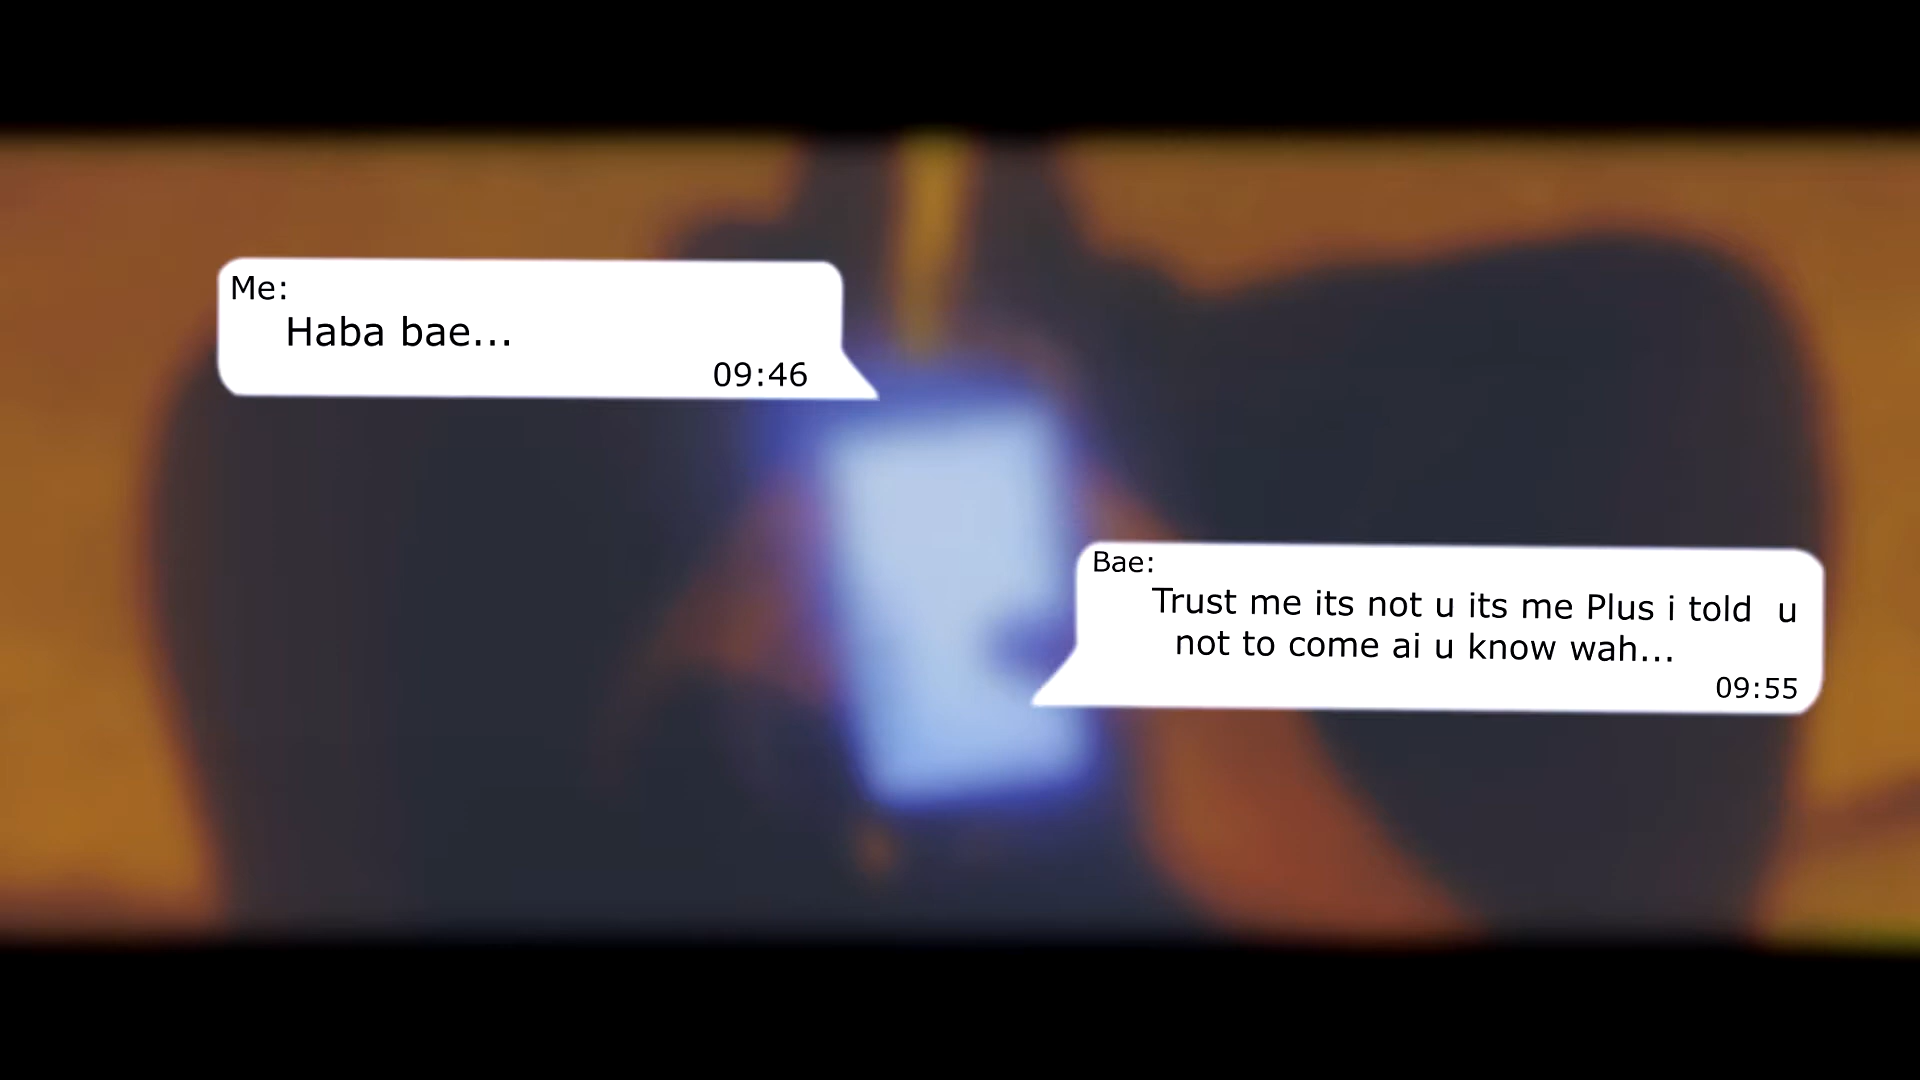 Me:
Haba bae...
09:46
Bae:
Trust me its not u its me Plus i told  u
not to come ai u know wah...
09:55